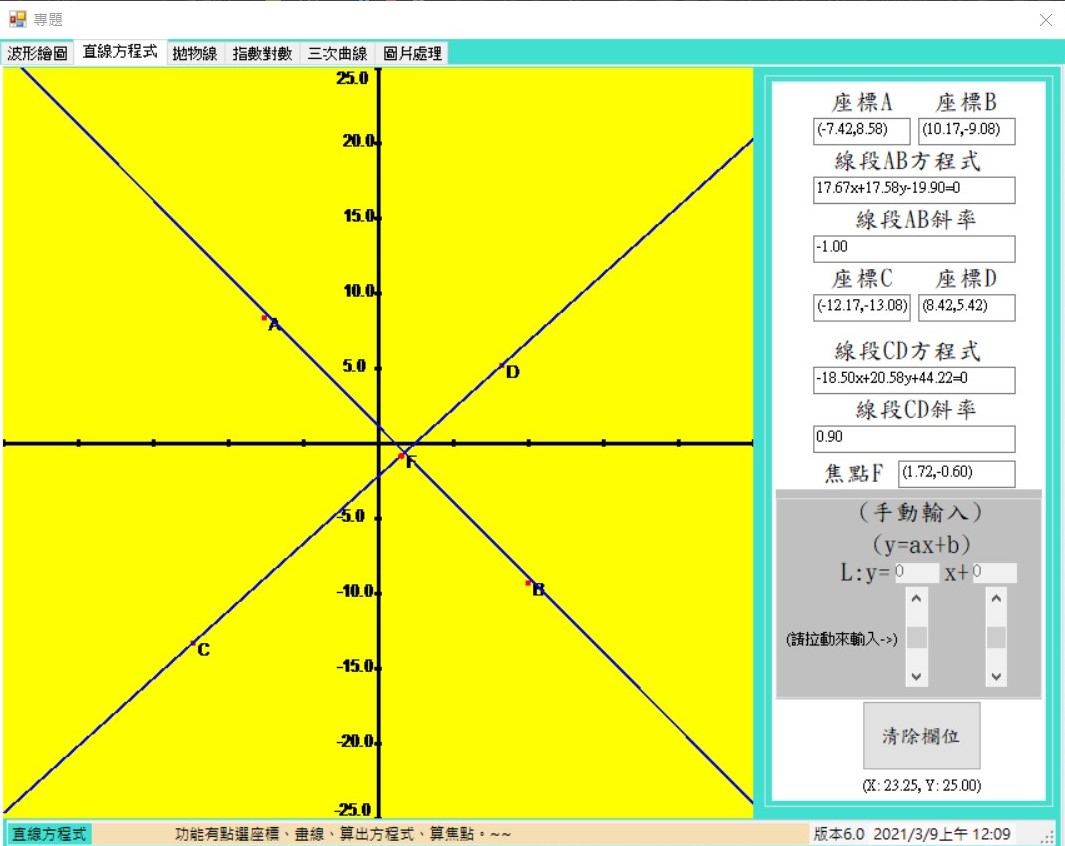 專題
波形繪圖 直線方程式 拋物線 指數對數 三次曲線 圖片處理
25.0
20.0
15.0
10.0
5.0
-5.0
-10.0
-15.0
-20.0
-25.0
A
D
F
B
C
座標A 座標B
(-7.42,8.58) (10.17,-9.08)
線段AB方程式
17.67x+17.58y-19.90=0
線段AB斜率
-1.00
座標C 座標D
(-12.17,-13.08) (8.42,5.42)
線段CD方程式
-18.50x+20.58y+44.22=0
線段CD斜率
0.90
焦點F (1.72,-0.60)
(手動輸入)
(y=ax+b)
L:y= 0 x+ 0
(請拉動來輸入->)
清除欄位
(X: 23.25, Y: 25.00)
直線方程式 功能有點選座標、畫線、算出方程式、算焦點。~~ 版本6.0 2021/3/9上午 12:09